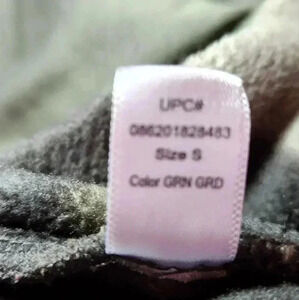 UPC#
086201828483
Size S
Color GRN GRD